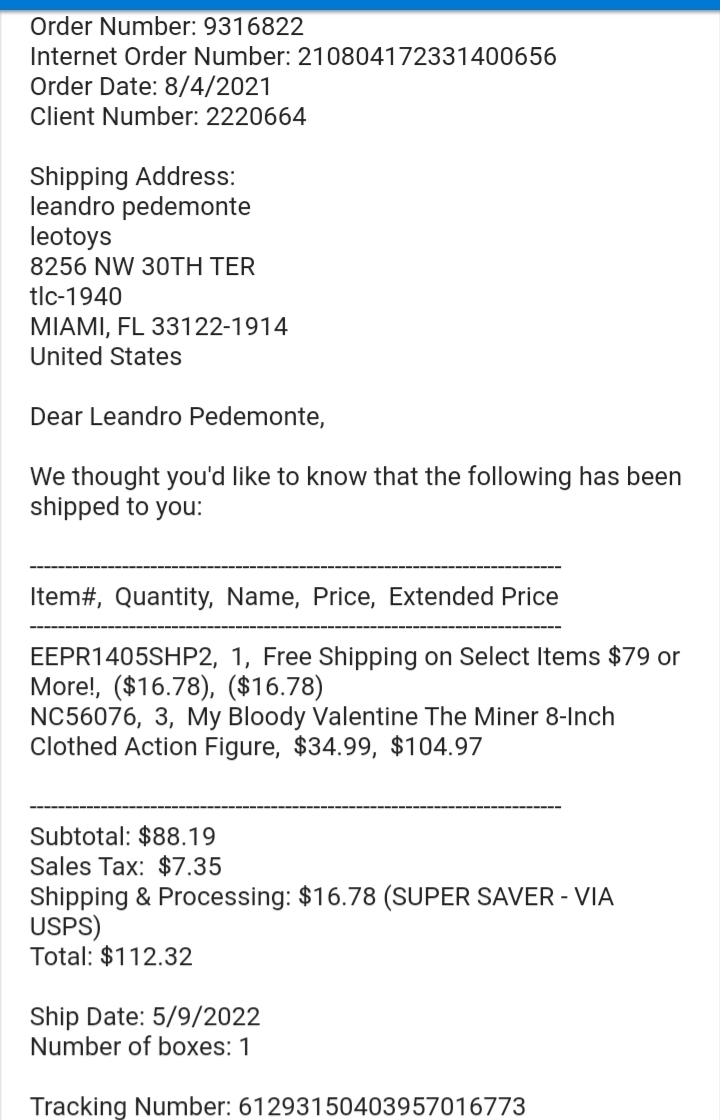 Order Number: 9316822
Internet Order Number: 210804172331400656
Order Date: 8/4/2021
Client Number: 2220664
Shipping Address:
leandro pedemonte
leotoys
8256 NW 30TH TER
tlc-1940
MIAMI, FL 33122-1914
United States
Dear Leandro Pedemonte,
We thought you'd like to know that the following has been
shipped to you:
---------------------------------------------------------------------------
Item#,  Quantity,  Name,  Price,  Extended Price
---------------------------------------------------------------------------
EEPR1405SHP2,  1,  Free Shipping on Select Items $79 or
More!,  ($16.78),  ($16.78)
NC56076,  3,  My Bloody Valentine The Miner 8-Inch
Clothed Action Figure,  $34.99,  $104.97
---------------------------------------------------------------------------
Subtotal: $88.19
Sales Tax:  $7.35
Shipping & Processing: $16.78 (SUPER SAVER - VIA
USPS)
Total: $112.32
Ship Date: 5/9/2022
Number of boxes: 1
Tracking Number: 61293150403957016773